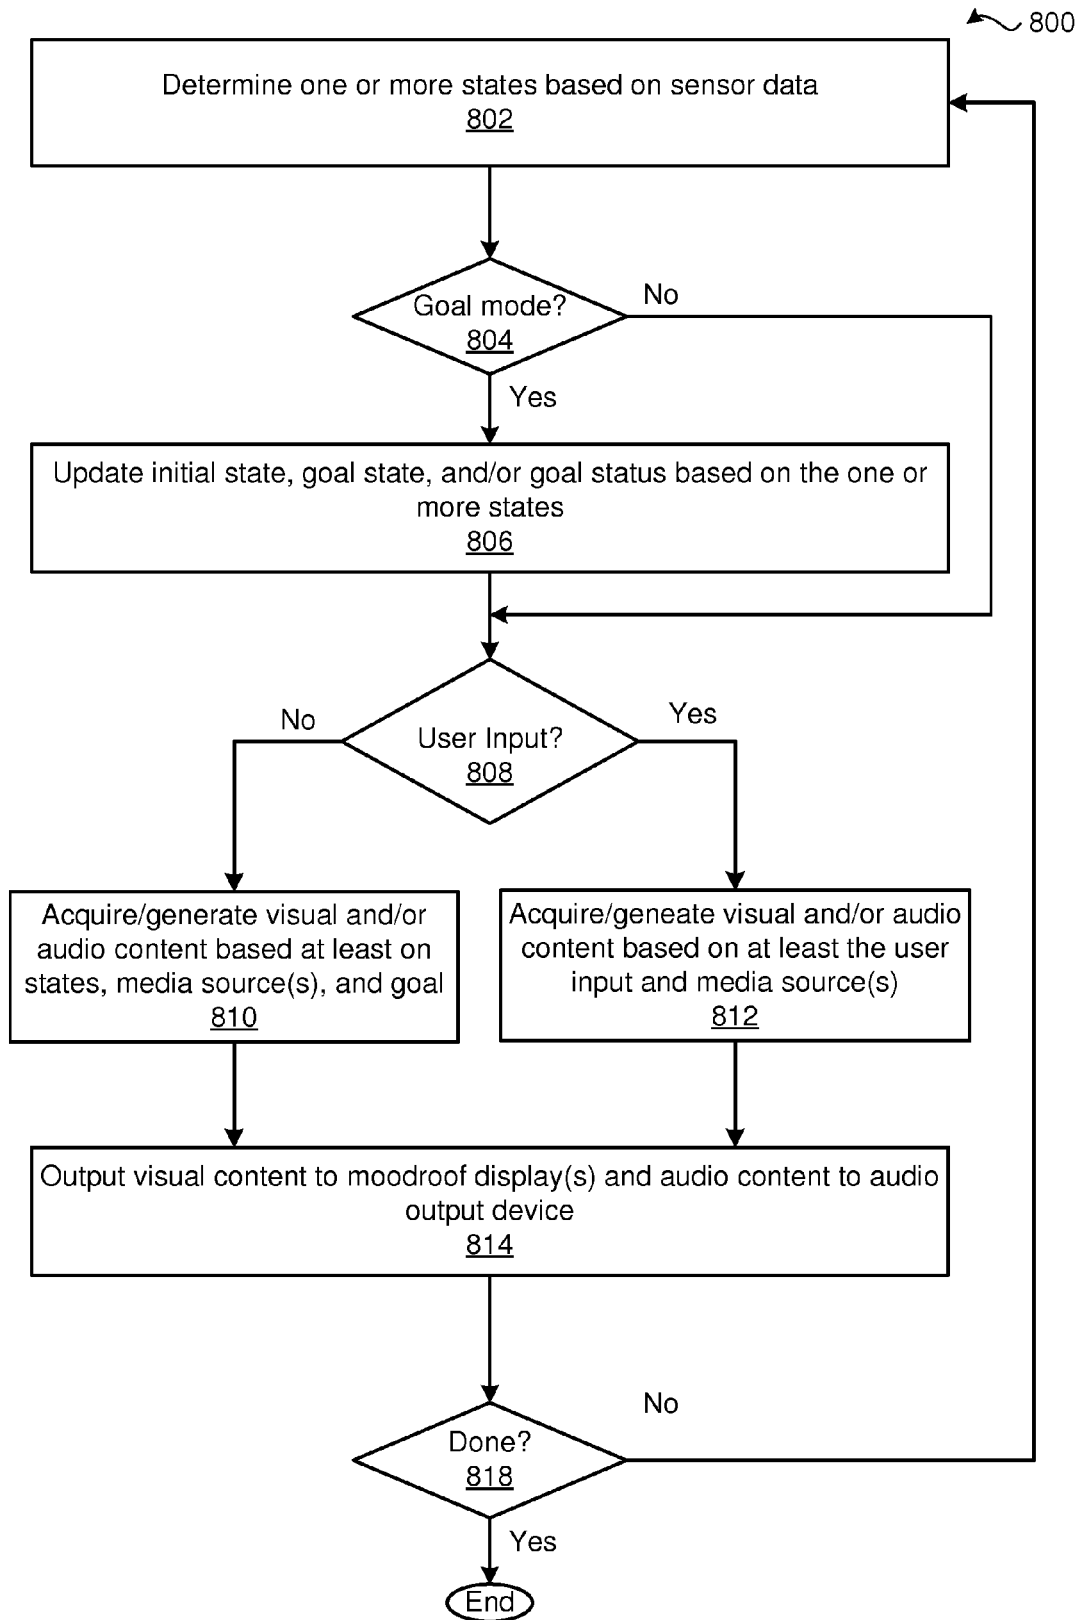 800
Determine one or more states based on sensor data
802
Goal mode?
804
No
Yes
Update initial state, goal state, and/or goal status based on the one or
more states
806
No
Yes
User Input?
808
Acquire/generate visual and/or
audio content based at least on
states, media source(s), and goal
810
Acquire/geneate visual and/or audio
content based on at least the user
input and media source(s)
812
Output visual content to moodroof display(s) and audio content to audio
output device
814
No
Done?
818
Yes
End